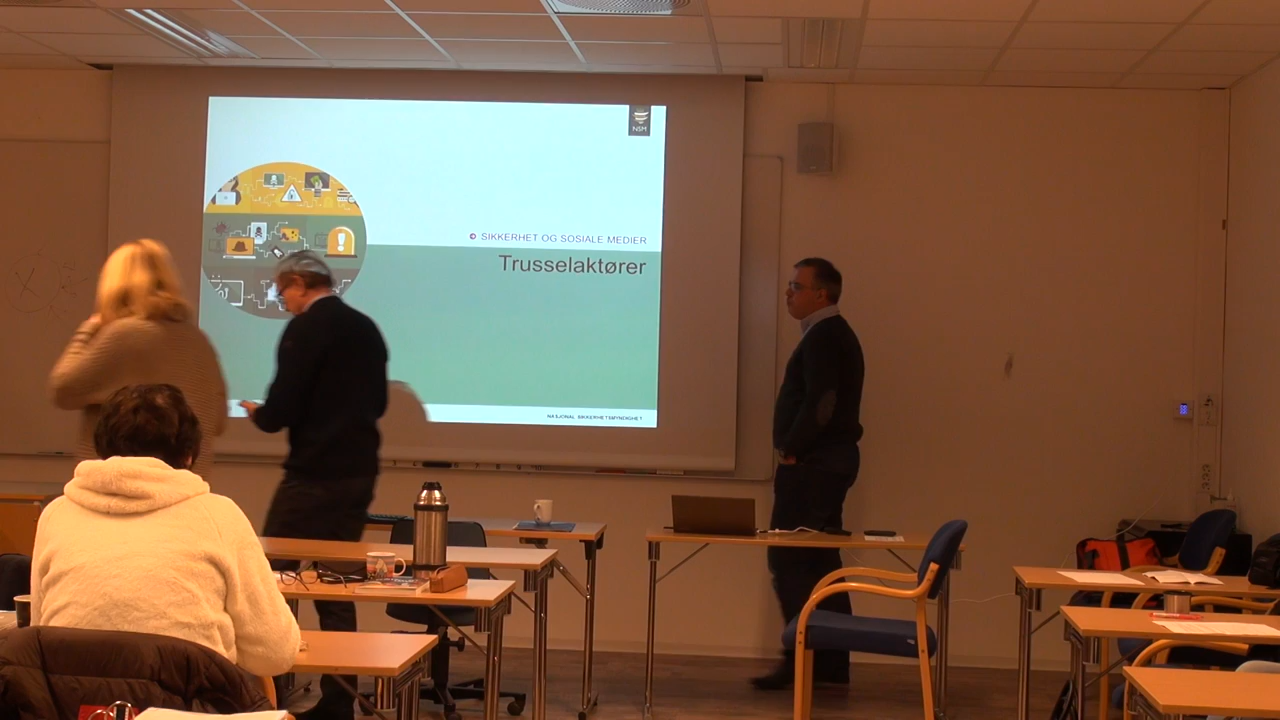 NSM
SIKKERHET OG SOSIALE MEDIER
Trusselaktører
NASJONAL SIKKERHETSMYNDIGHET